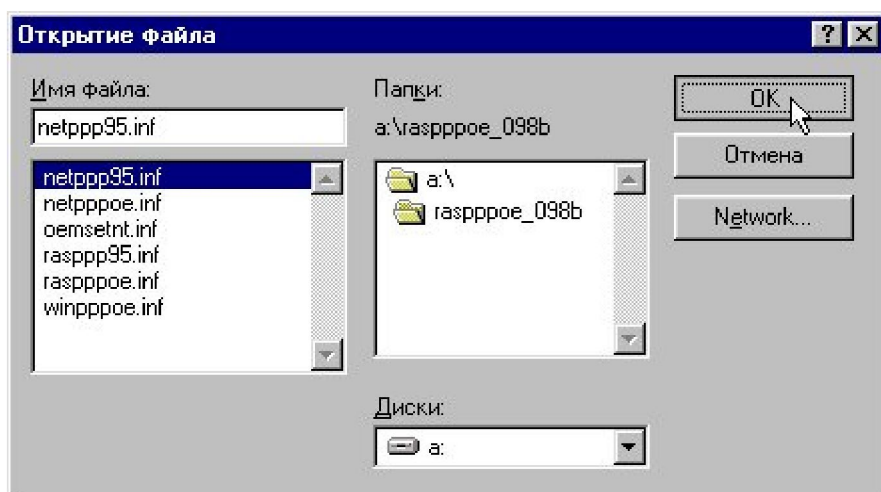 Открытие файла
Имя файла:
netppp95.inf
netppp95.inf
netpppoe.inf
oemsetnt.inf
rasppp95.inf
raspppoe.inf
winpppoe.inf
Папки:
a:\raspppoe_098b
a:\
raspppoe_098b
Диски:
a:
OK
Отмена
Network...